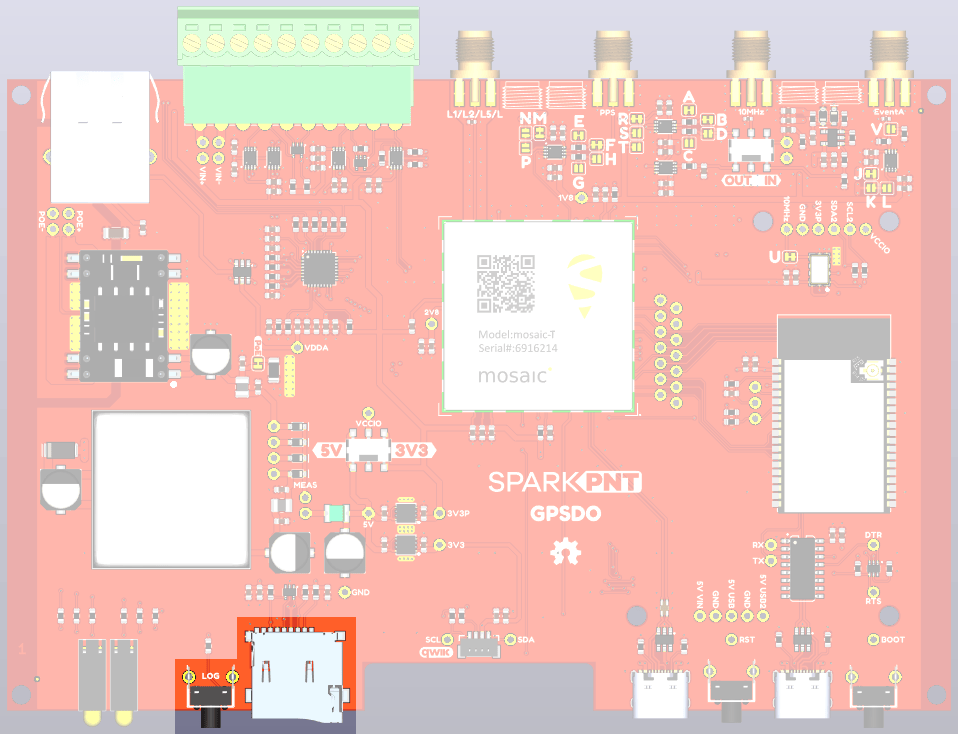 L1/L2/L5/L
PPS
10MHz
EventA
N M
P
E
F
H
G
R
S
T
A
B
D
C
V
J
K L
OUT IN
VIN+
VIN-
POE-
POE+
1V8
10MHz
GND
3V3P
SDA2
SCL2
VCCIO
U
2V8
Model:mosaic-T
Serial#:6916214
mosaic
PoE
VDDA
VCCIO
5V 3V3
MEAS
5V
3V3P
3V3
GND
SPARKPNT
GPSDO
RX
TX
DTR
RTS
5V VIN
GND
5V USB
GND
5V USB2
SCL
SDA
QWIIC
RST
BOOT
1
LOG